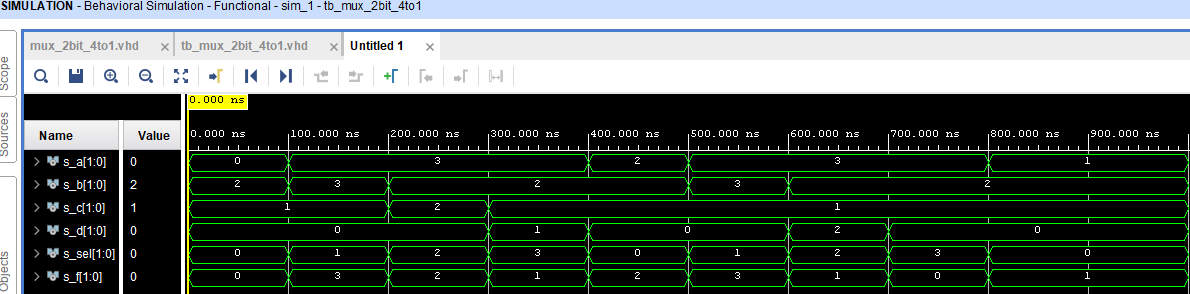 SIMULATION - Behavioral Simulation - Functional - sim_1 - tb_mux_2bit_4to1
mux_2bit_4to1.vhd × tb_mux_2bit_4to1.vhd × Untitled 1 ×
Scope
Sources
Objects
0.000 ns
Name Value 0.000 ns 100.000 ns 200.000 ns 300.000 ns 400.000 ns 500.000 ns 600.000 ns 700.000 ns 800.000 ns 900.000 ns
s_a[1:0] 0 0 3 2 3 1
s_b[1:0] 2 2 3 2 3 2
s_c[1:0] 1 1 2 1
s_d[1:0] 0 0 1 0 2 0
s_sel[1:0] 0 0 1 2 3 0 1 2 3 0
s_f[1:0] 0 0 3 2 1 2 3 1 0 1